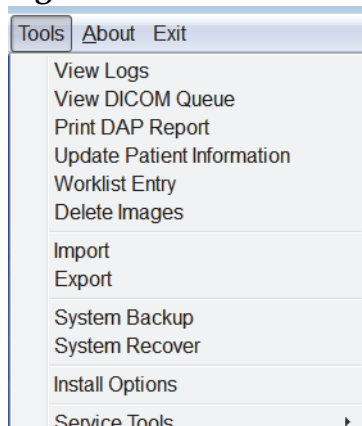 Tools About Exit
View Logs
View DICOM Queue
Print DAP Report
Update Patient Information
Worklist Entry
Delete Images
Import
Export
System Backup
System Recover
Install Options
Service Tools